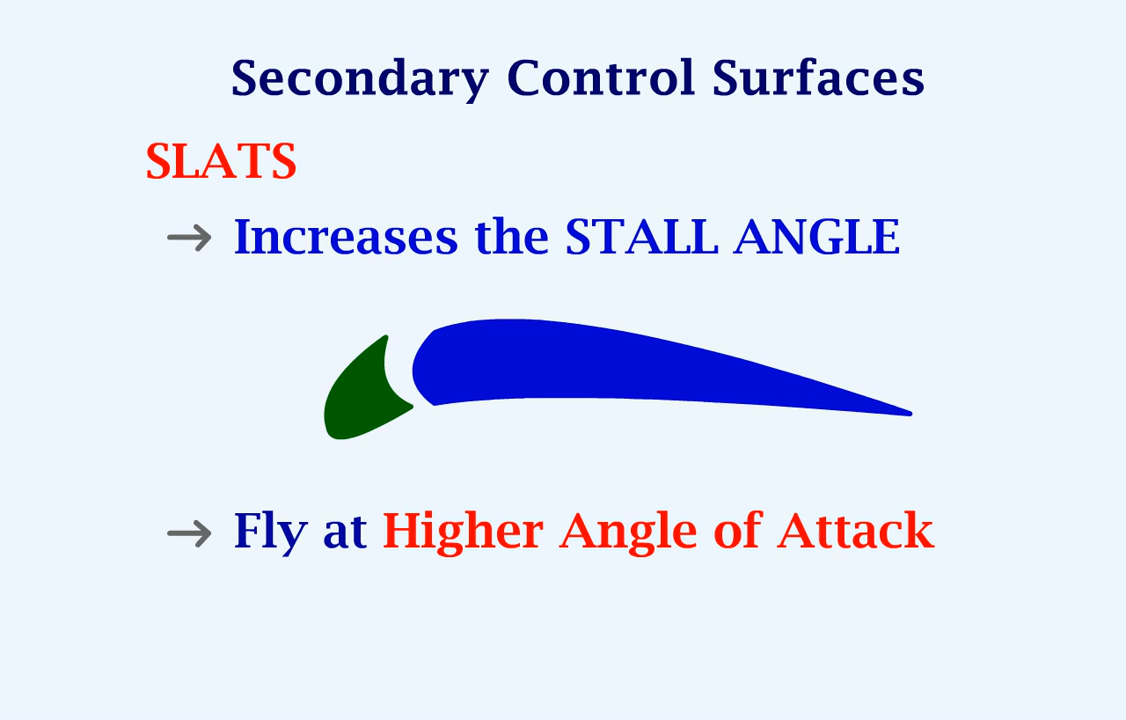 Secondary Control Surfaces
SLATS
→ Increases the STALL ANGLE
→ Fly at Higher Angle of Attack